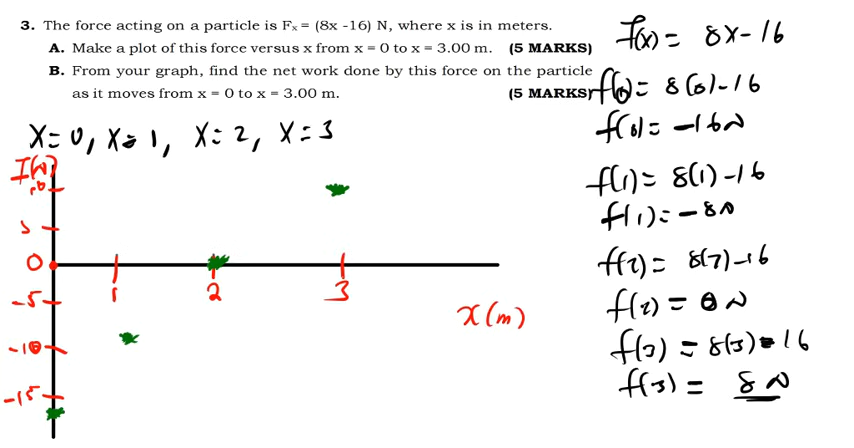 3. The force acting on a particle is Fₓ = (8x -16) N, where x is in meters.
A. Make a plot of this force versus x from x = 0 to x = 3.00 m. (5 MARKS)
B. From your graph, find the net work done by this force on the particle
as it moves from x = 0 to x = 3.00 m. (5 MARKS)
X=0, X=1, X=2, X=3
5
0
-5
-10
-15
1 2 3
x(m)
f(x) = 8x-16
f(0) = 8(0)-16
f(0) = -16N
f(1) = 8(1)-16
f(1) = -8N
f(2) = 8(2)-16
f(2) = 0 N
f(3) = 8(3)-16
f(3) = 8N